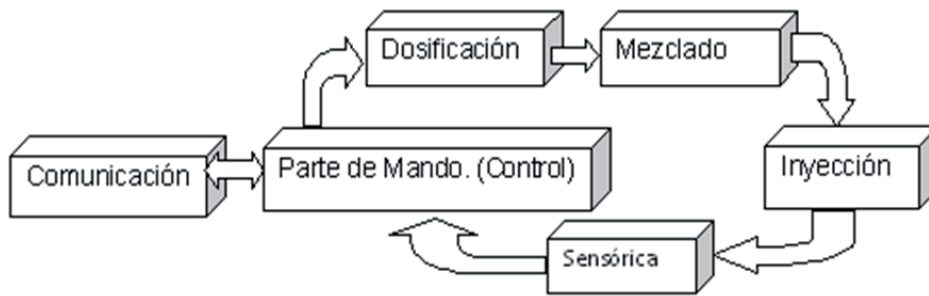 Dosificación
Mezclado
Comunicación
Parte de Mando. (Control)
Inyección
Sensórica